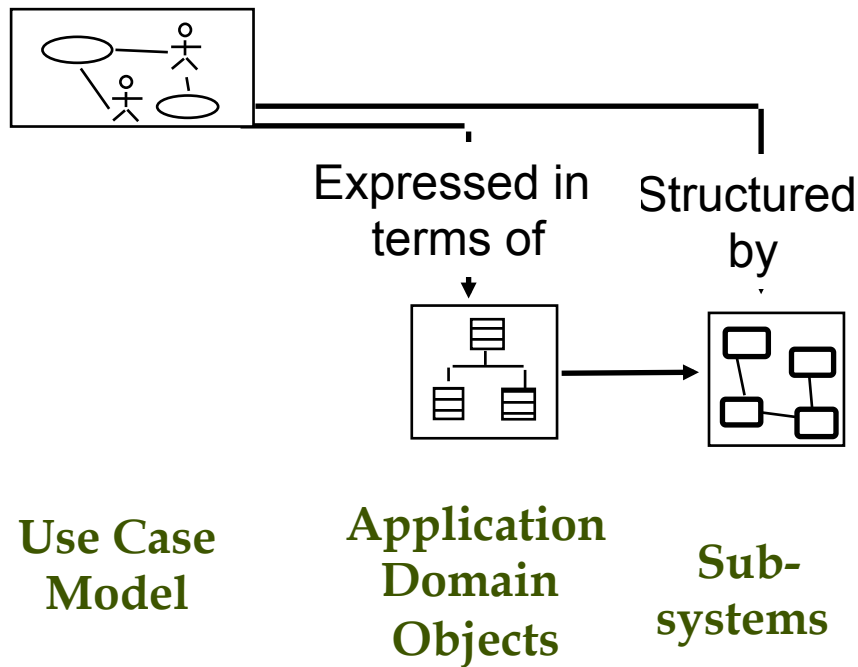 Expressed in
terms of
Structured
by
Use Case
Model
Application
Domain
Objects
Sub-
systems